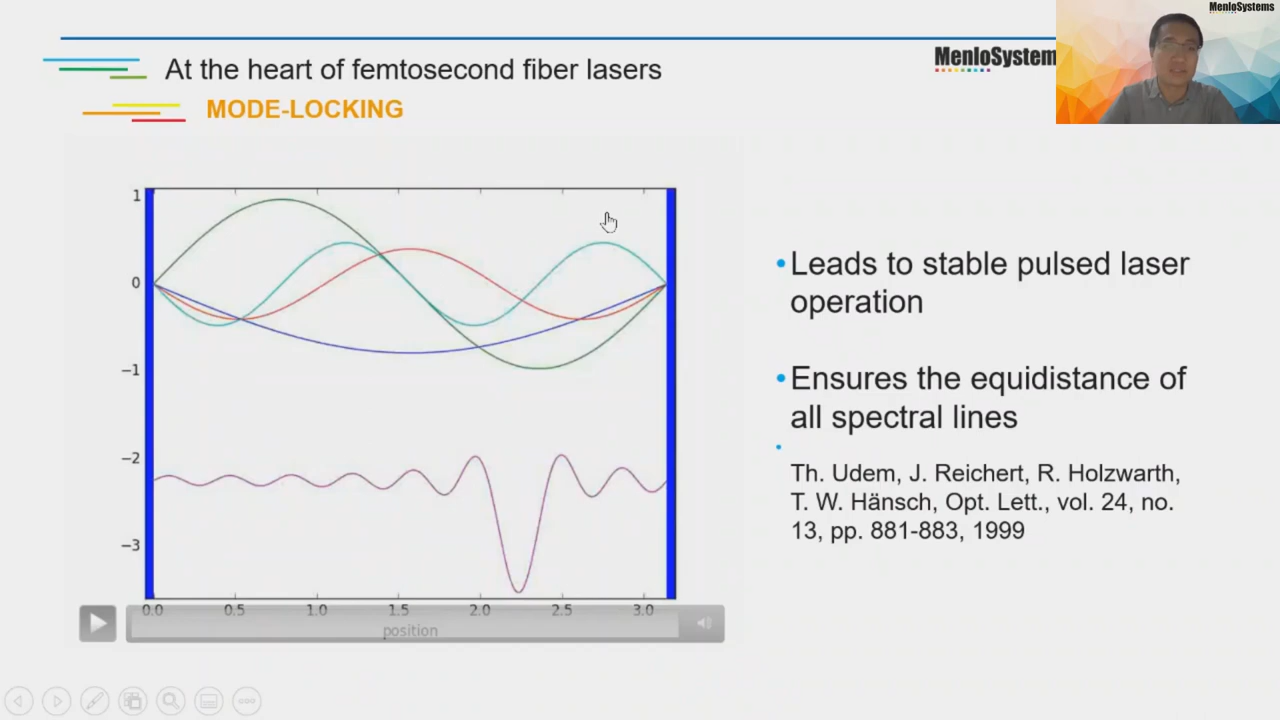 MenloSystems
At the heart of femtosecond fiber lasers
MenloSystem
MODE-LOCKING
1
0
−1
−2
−3
0.0 0.5 1.0 1.5 2.0 2.5 3.0
position
•Leads to stable pulsed laser
operation
•Ensures the equidistance of
all spectral lines
•
Th. Udem, J. Reichert, R. Holzwarth,
T. W. Hänsch, Opt. Lett., vol. 24, no.
13, pp. 881-883, 1999